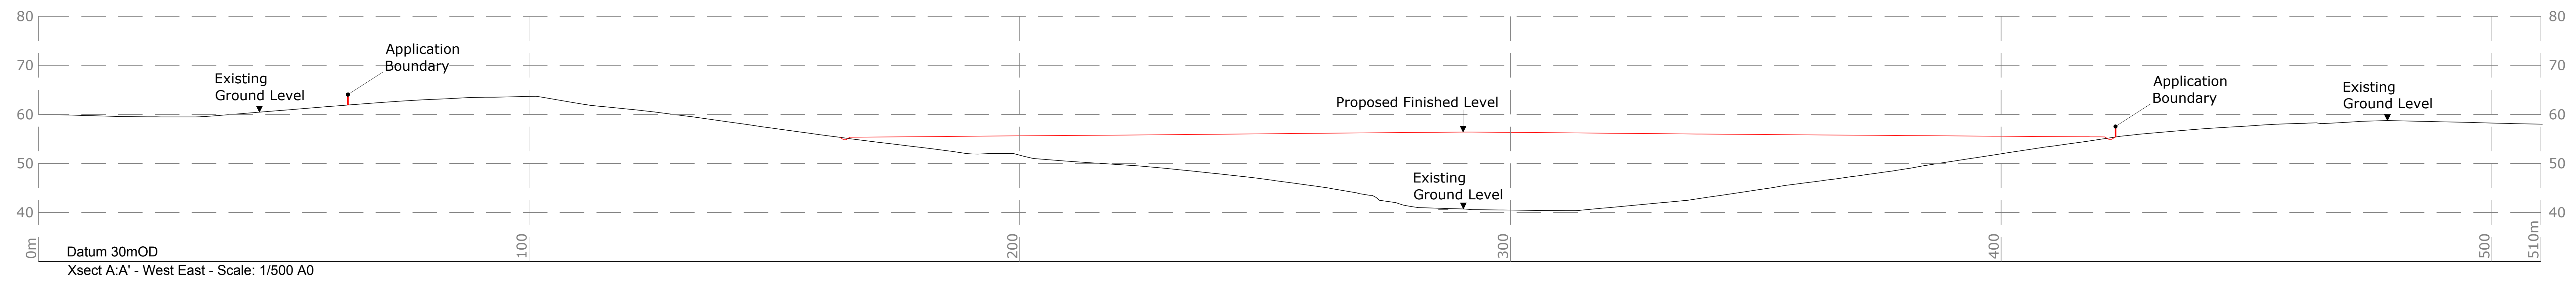 80
80
Application
Boundary
70
70
Existing
Ground Level
Application
Boundary
Existing
Ground Level
Proposed Finished Level
60
60
50
50
Existing
Ground Level
40
40
0m
100
200
300
400
500
510m
Datum 30mOD
Xsect A:A' - West East - Scale: 1/500 A0